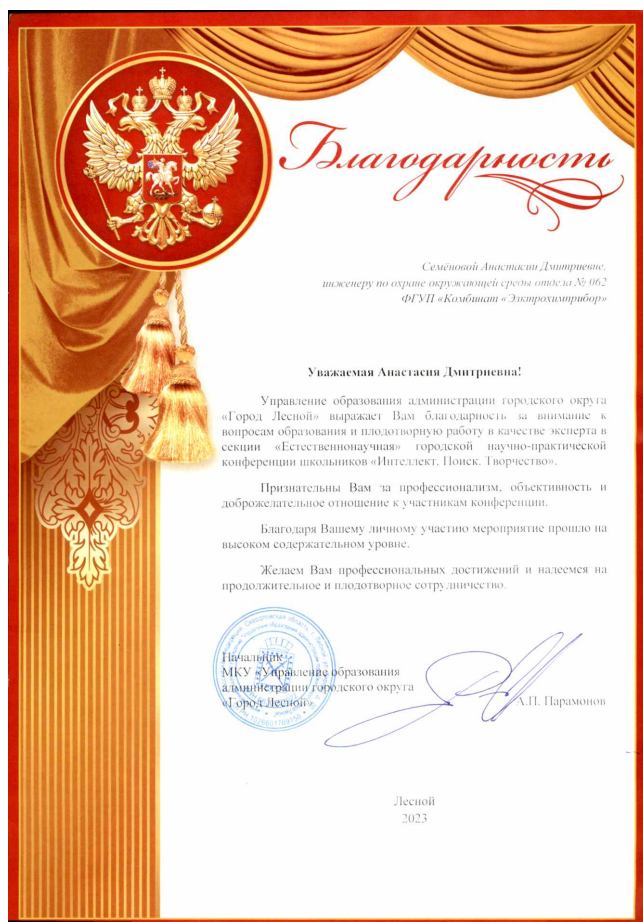 Благодарность
Семёновой Анастасии Дмитриевне,
инженеру по охране окружающей среды отдела № 062
ФГУП «Комбинат «Электрохимприбор»
Уважаемая Анастасия Дмитриевна!
Управление образования администрации городского округа
«Город Лесной» выражает Вам благодарность за внимание к
вопросам образования и плодотворную работу в качестве эксперта в
секции «Естественнонаучная» городской научно-практической
конференции школьников «Интеллект. Поиск. Творчество».
Признательны Вам за профессионализм, объективность и
доброжелательное отношение к участникам конференции.
Благодаря Вашему личному участию мероприятие прошло на
высоком содержательном уровне.
Желаем Вам профессиональных достижений и надеемся на
продолжительное и плодотворное сотрудничество.
Начальник
МКУ «Управление образования
администрации городского округа
«Город Лесной»
А.П. Парамонов
Лесной
2023